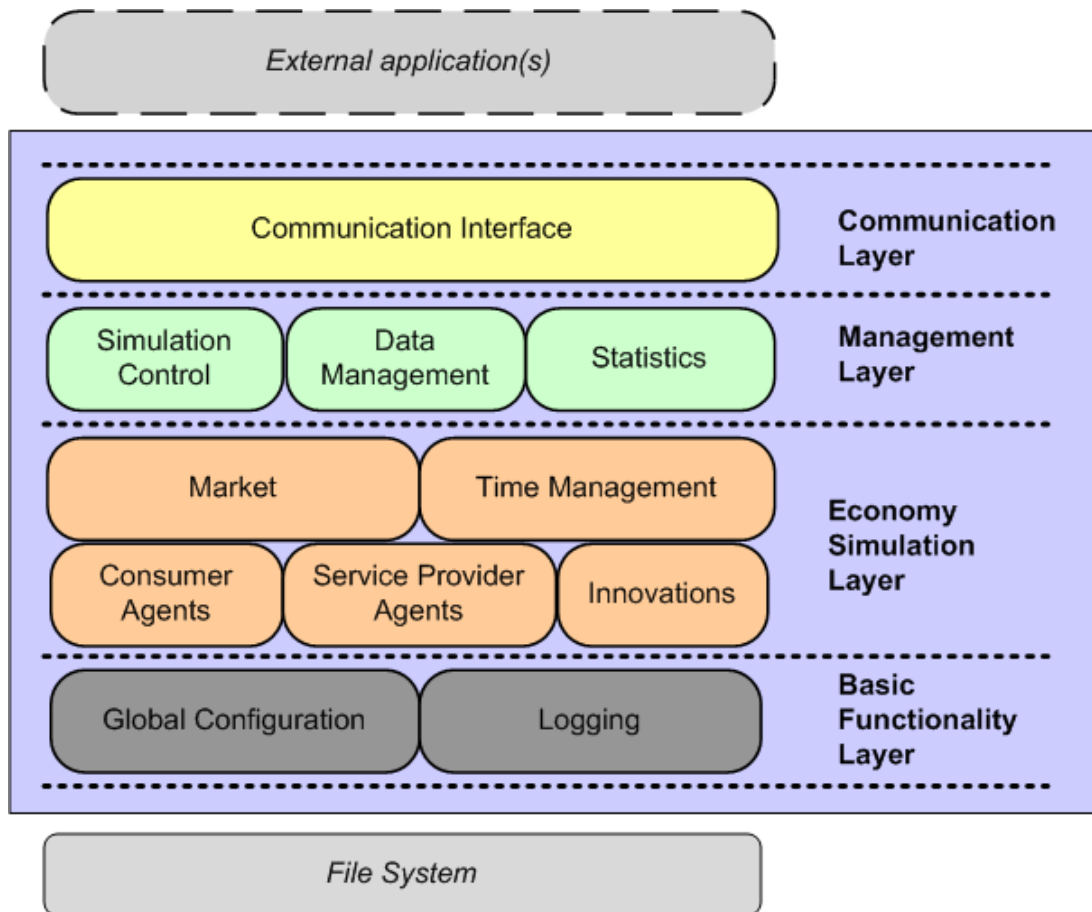 External application(s)
Communication Interface
Communication
Layer
Simulation
Control
Data
Management
Statistics
Management
Layer
Market
Time Management
Consumer
Agents
Service Provider
Agents
Innovations
Economy
Simulation
Layer
Global Configuration
Logging
Basic
Functionality
Layer
File System